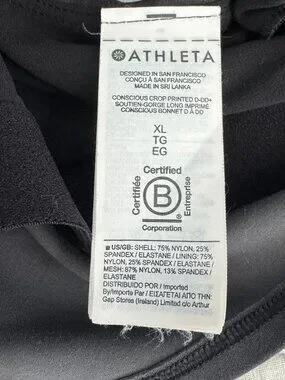 ATHLETA
DESIGNED IN SAN FRANCISCO
CONÇU À SAN FRANCISCO
MADE IN SRI LANKA
CONSCIOUS CROP PRINTED D-DD+
SOUTIEN-GORGE LONG IMPRIMÉ
CONSCIOUS BONNET D À DD
XL
TG
EG
Certified
Certifiée
B
Entreprise
Corporation
US/GB: SHELL: 75% NYLON, 25%
SPANDEX / ELASTANE / LINING: 75%
NYLON, 25% SPANDEX / ELASTANE /
MESH: 87% NYLON, 13% SPANDEX /
ELASTANE
DISTRIBUIDO POR / Imported
By/Importe Par / ΕΙΣΑΓΕΤΑΙ ΑΠΟ ΤΗΝ:
Gap Stores (Ireland) Limited c/o Arthur